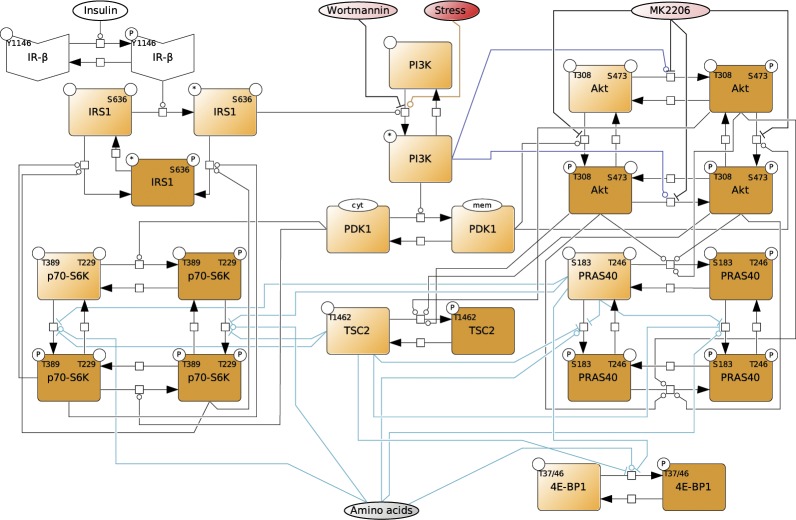 Insulin
Wortmannin
Stress
MK2206
Y1146
IR-β
P
Y1146
IR-β
PI3K
T308 S473
Akt
T308 S473 P
Akt
IRS1 S636
* IRS1 S636
* PI3K
* P
S636
IRS1
P
T308 S473
Akt
P P
T308 S473
Akt
cyt
PDK1
mem
PDK1
T389 T229
p70-S6K
P
T389 T229
p70-S6K
S183 T246
PRAS40
P
S183 T246
PRAS40
T1462
TSC2
P
T1462
TSC2
P
T389 T229
p70-S6K
P P
T389 T229
p70-S6K
P
S183 T246
PRAS40
P P
S183 T246
PRAS40
T37/46
4E-BP1
P
T37/46
4E-BP1
Amino acids